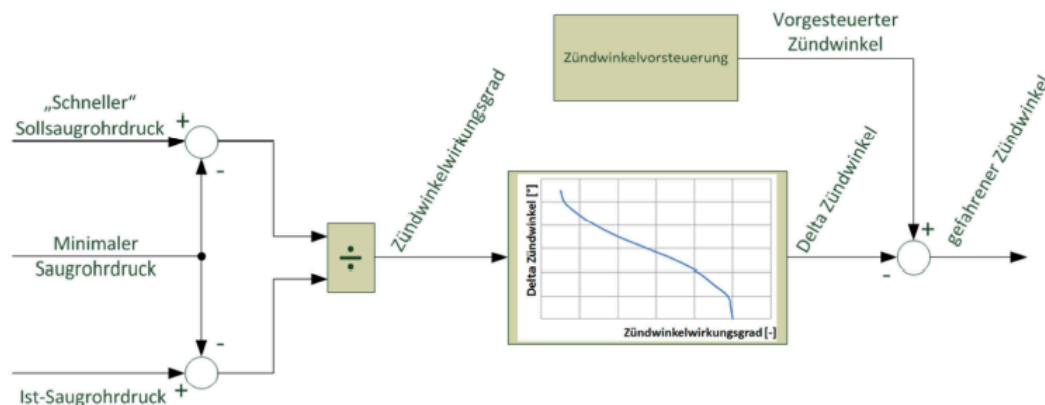 „Schneller“
Sollsaugrohrdruck
+
-
Minimaler
Saugrohrdruck
-
+
Ist-Saugrohrdruck
÷
Zündwinkelwirkungsgrad
Zündwinkelvorsteuerung
Delta Zündwinkel [°]
Zündwinkelwirkungsgrad [-]
Vorgesteuerter
Zündwinkel
Delta Zündwinkel
+
-
gefahrener Zündwinkel